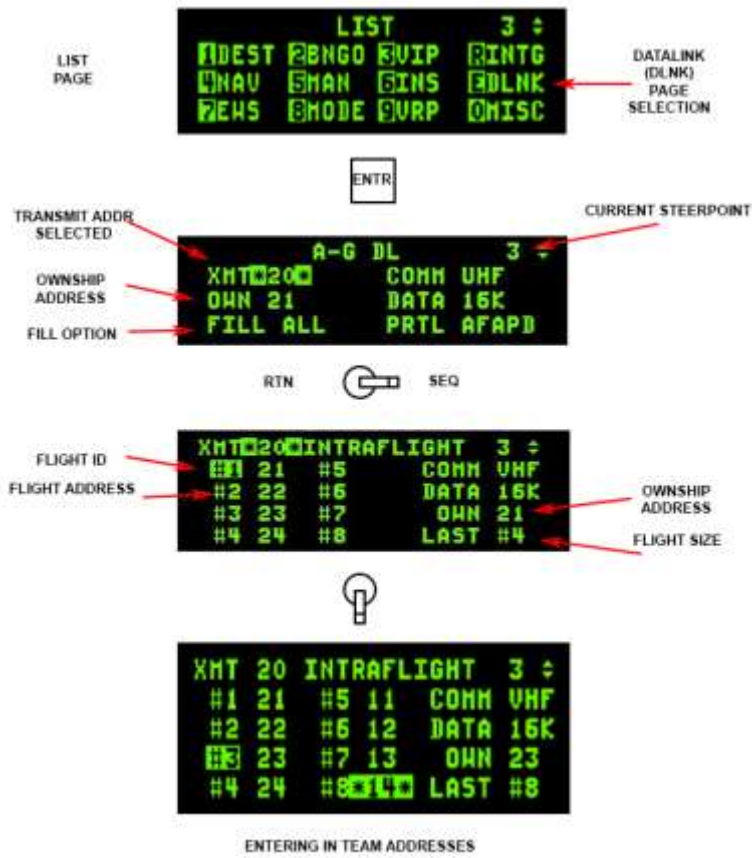 LIST 3
LIST
PAGE
1DEST 2BNGO 3VIP RINTG
4NAV 5MAN 6INS EDLNK
7EWS 8MODE 9VRP 0MISC
DATALINK
(DLNK)
PAGE
SELECTION
ENTR
TRANSMIT ADDR
SELECTED
OWNSHIP
ADDRESS
FILL OPTION
CURRENT STEERPOINT
A-G DL 3
XMT*20* COMM UHF
OWN 21 DATA 16K
FILL ALL PRTL AFAPD
RTN SEQ
FLIGHT ID
FLIGHT ADDRESS
XMT*20*INTRAFLIGHT 3
#1 21 #5 COMM VHF
#2 22 #6 DATA 16K
#3 23 #7 OWN 21
#4 24 #8 LAST #4
OWNSHIP
ADDRESS
FLIGHT SIZE
XMT 20 INTRAFLIGHT 3
#1 21 #5 11 COMM VHF
#2 22 #6 12 DATA 16K
#3 23 #7 13 OWN 23
#4 24 #8*14* LAST #8
ENTERING IN TEAM ADDRESSES